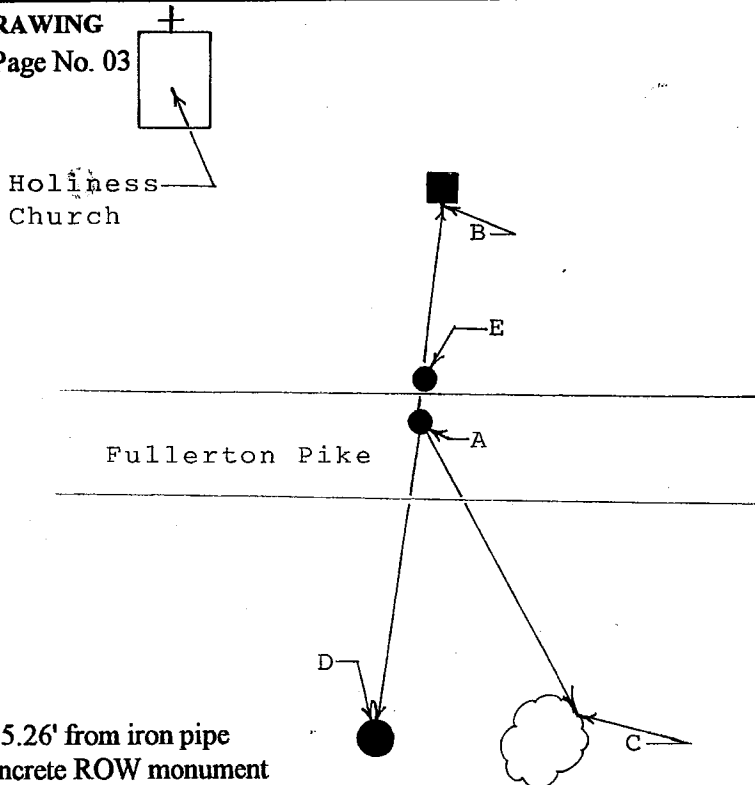 RAWING
Page No. 03
Holiness
Church
B
E
A
Fullerton Pike
D
C
5.26' from iron pipe
ncrete ROW monument